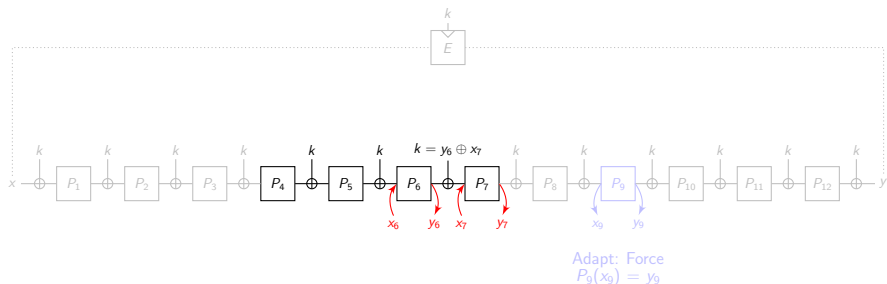 k
E
k k k k k k k = y₆ ⊕ x₇ k k k k k k
x P₁ P₂ P₃ P₄ P₅ P₆ P₇ P₈ P₉ P₁₀ P₁₁ P₁₂ y
x₆ y₆ x₇ y₇ x₉ y₉
Adapt: Force
P₉(x₉) = y₉